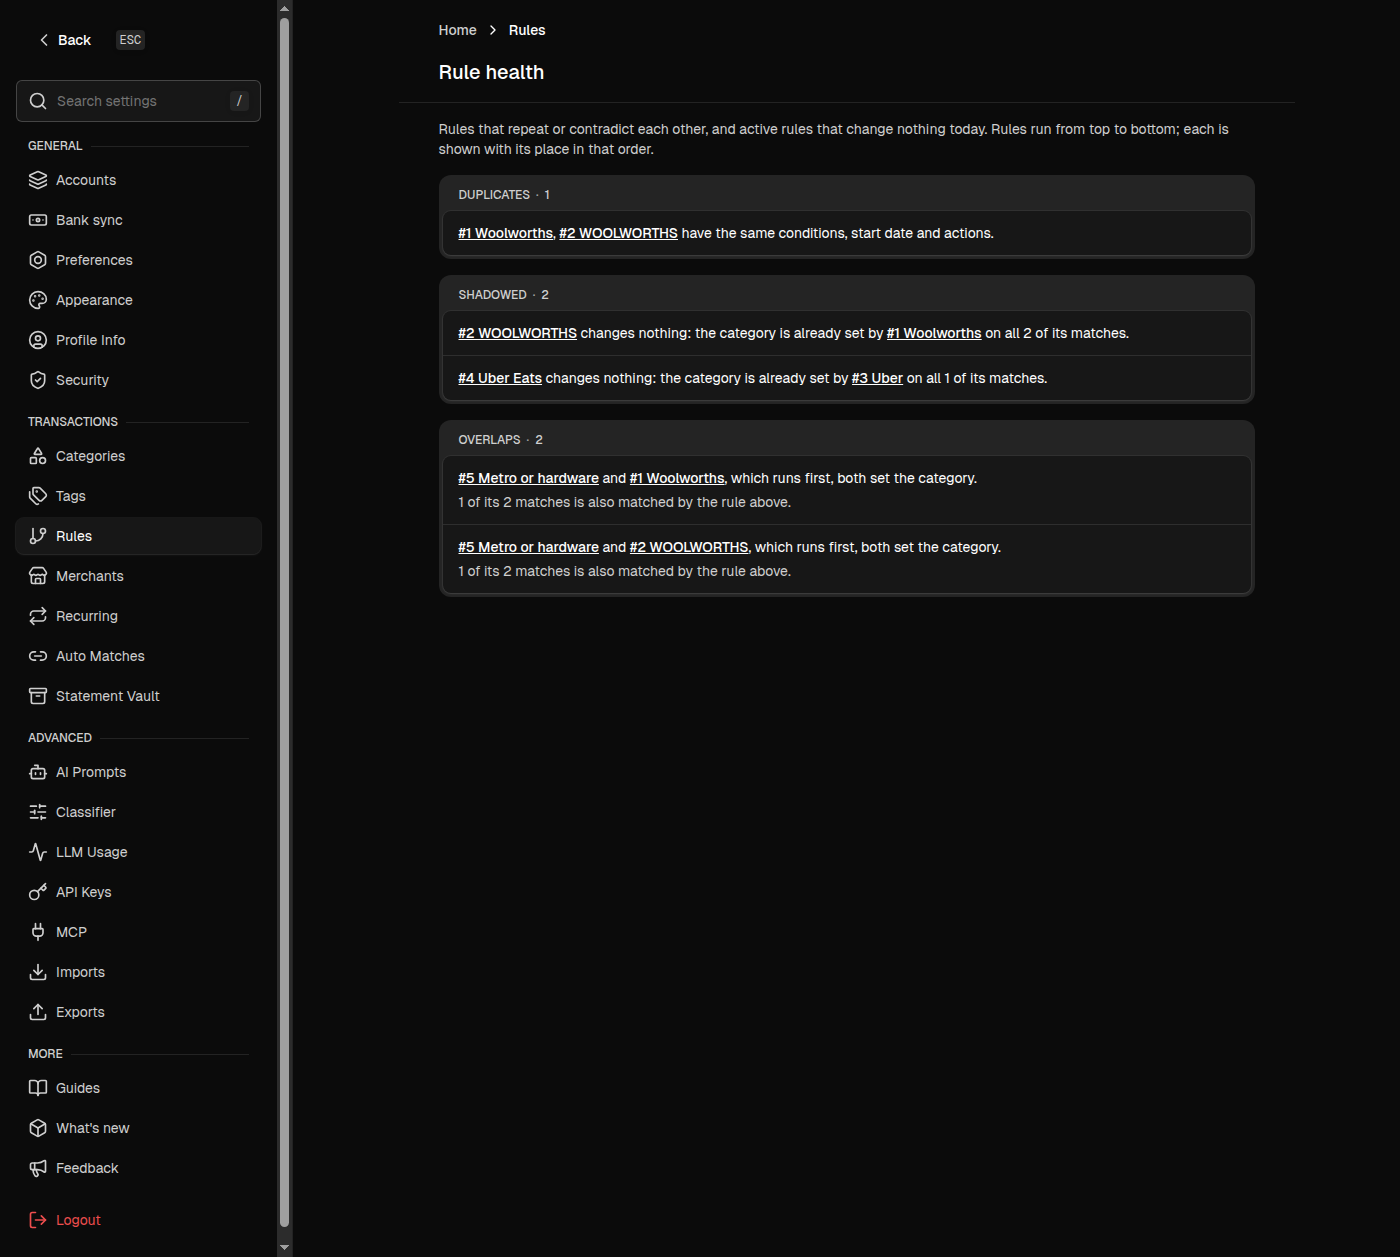 Back ESC
Search settings /
GENERAL
Accounts
Bank sync
Preferences
Appearance
Profile Info
Security
TRANSACTIONS
Categories
Tags
Rules
Merchants
Recurring
Auto Matches
Statement Vault
ADVANCED
AI Prompts
Classifier
LLM Usage
API Keys
MCP
Imports
Exports
MORE
Guides
What's new
Feedback
Logout
Home Rules
Rule health
Rules that repeat or contradict each other, and active rules that change nothing today. Rules run from top to bottom; each is
shown with its place in that order.
DUPLICATES · 1
#1 Woolworths, #2 WOOLWORTHS have the same conditions, start date and actions.
SHADOWED · 2
#2 WOOLWORTHS changes nothing: the category is already set by #1 Woolworths on all 2 of its matches.
#4 Uber Eats changes nothing: the category is already set by #3 Uber on all 1 of its matches.
OVERLAPS · 2
#5 Metro or hardware and #1 Woolworths, which runs first, both set the category.
1 of its 2 matches is also matched by the rule above.
#5 Metro or hardware and #2 WOOLWORTHS, which runs first, both set the category.
1 of its 2 matches is also matched by the rule above.